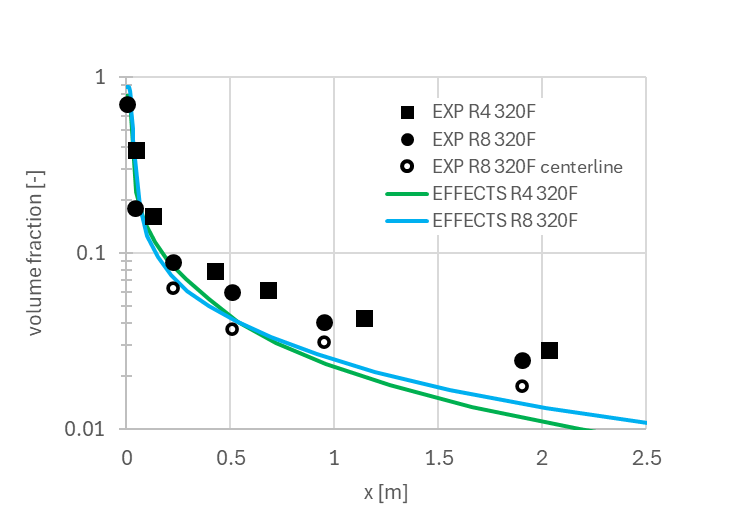 1
0.1
0.01
volume fraction [-]
EXP R4 320F
EXP R8 320F
EXP R8 320F centerline
EFFECTS R4 320F
EFFECTS R8 320F
0 0.5 1 1.5 2 2.5
x [m]